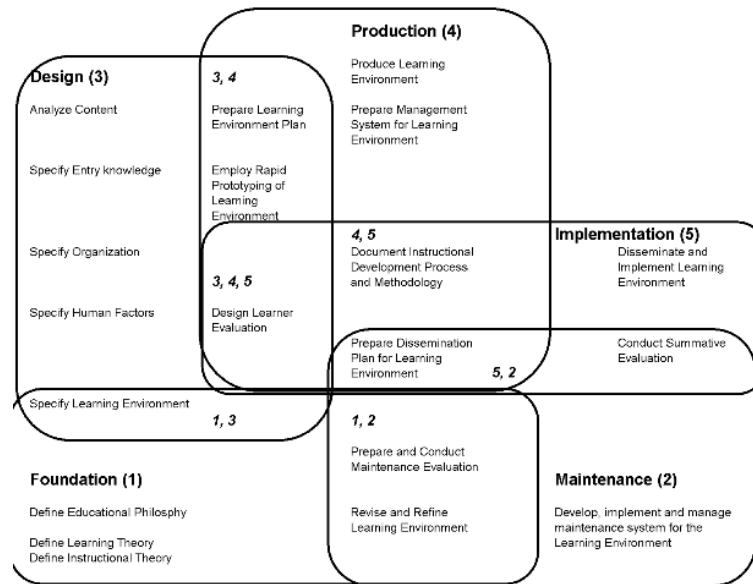 Production (4)
Produce Learning
Environment
Design (3)
3, 4
Analyze Content
Prepare Learning
Environment Plan
Prepare Management
System for Learning
Environment
Specify Entry knowledge
Employ Rapid
Prototyping of
Learning
Environment
4, 5
Implementation (5)
Specify Organization
Document Instructional
Development Process
and Methodology
Disseminate and
Implement Learning
Environment
3, 4, 5
Specify Human Factors
Design Learner
Evaluation
Prepare Dissemination
Plan for Learning
Environment
Conduct Summative
Evaluation
5, 2
Specify Learning Environment
1, 3
1, 2
Prepare and Conduct
Maintenance Evaluation
Foundation (1)
Maintenance (2)
Define Educational Philosphy
Revise and Refine
Learning Environment
Develop, implement and manage
maintenance system for the
Learning Environment
Define Learning Theory
Define Instructional Theory